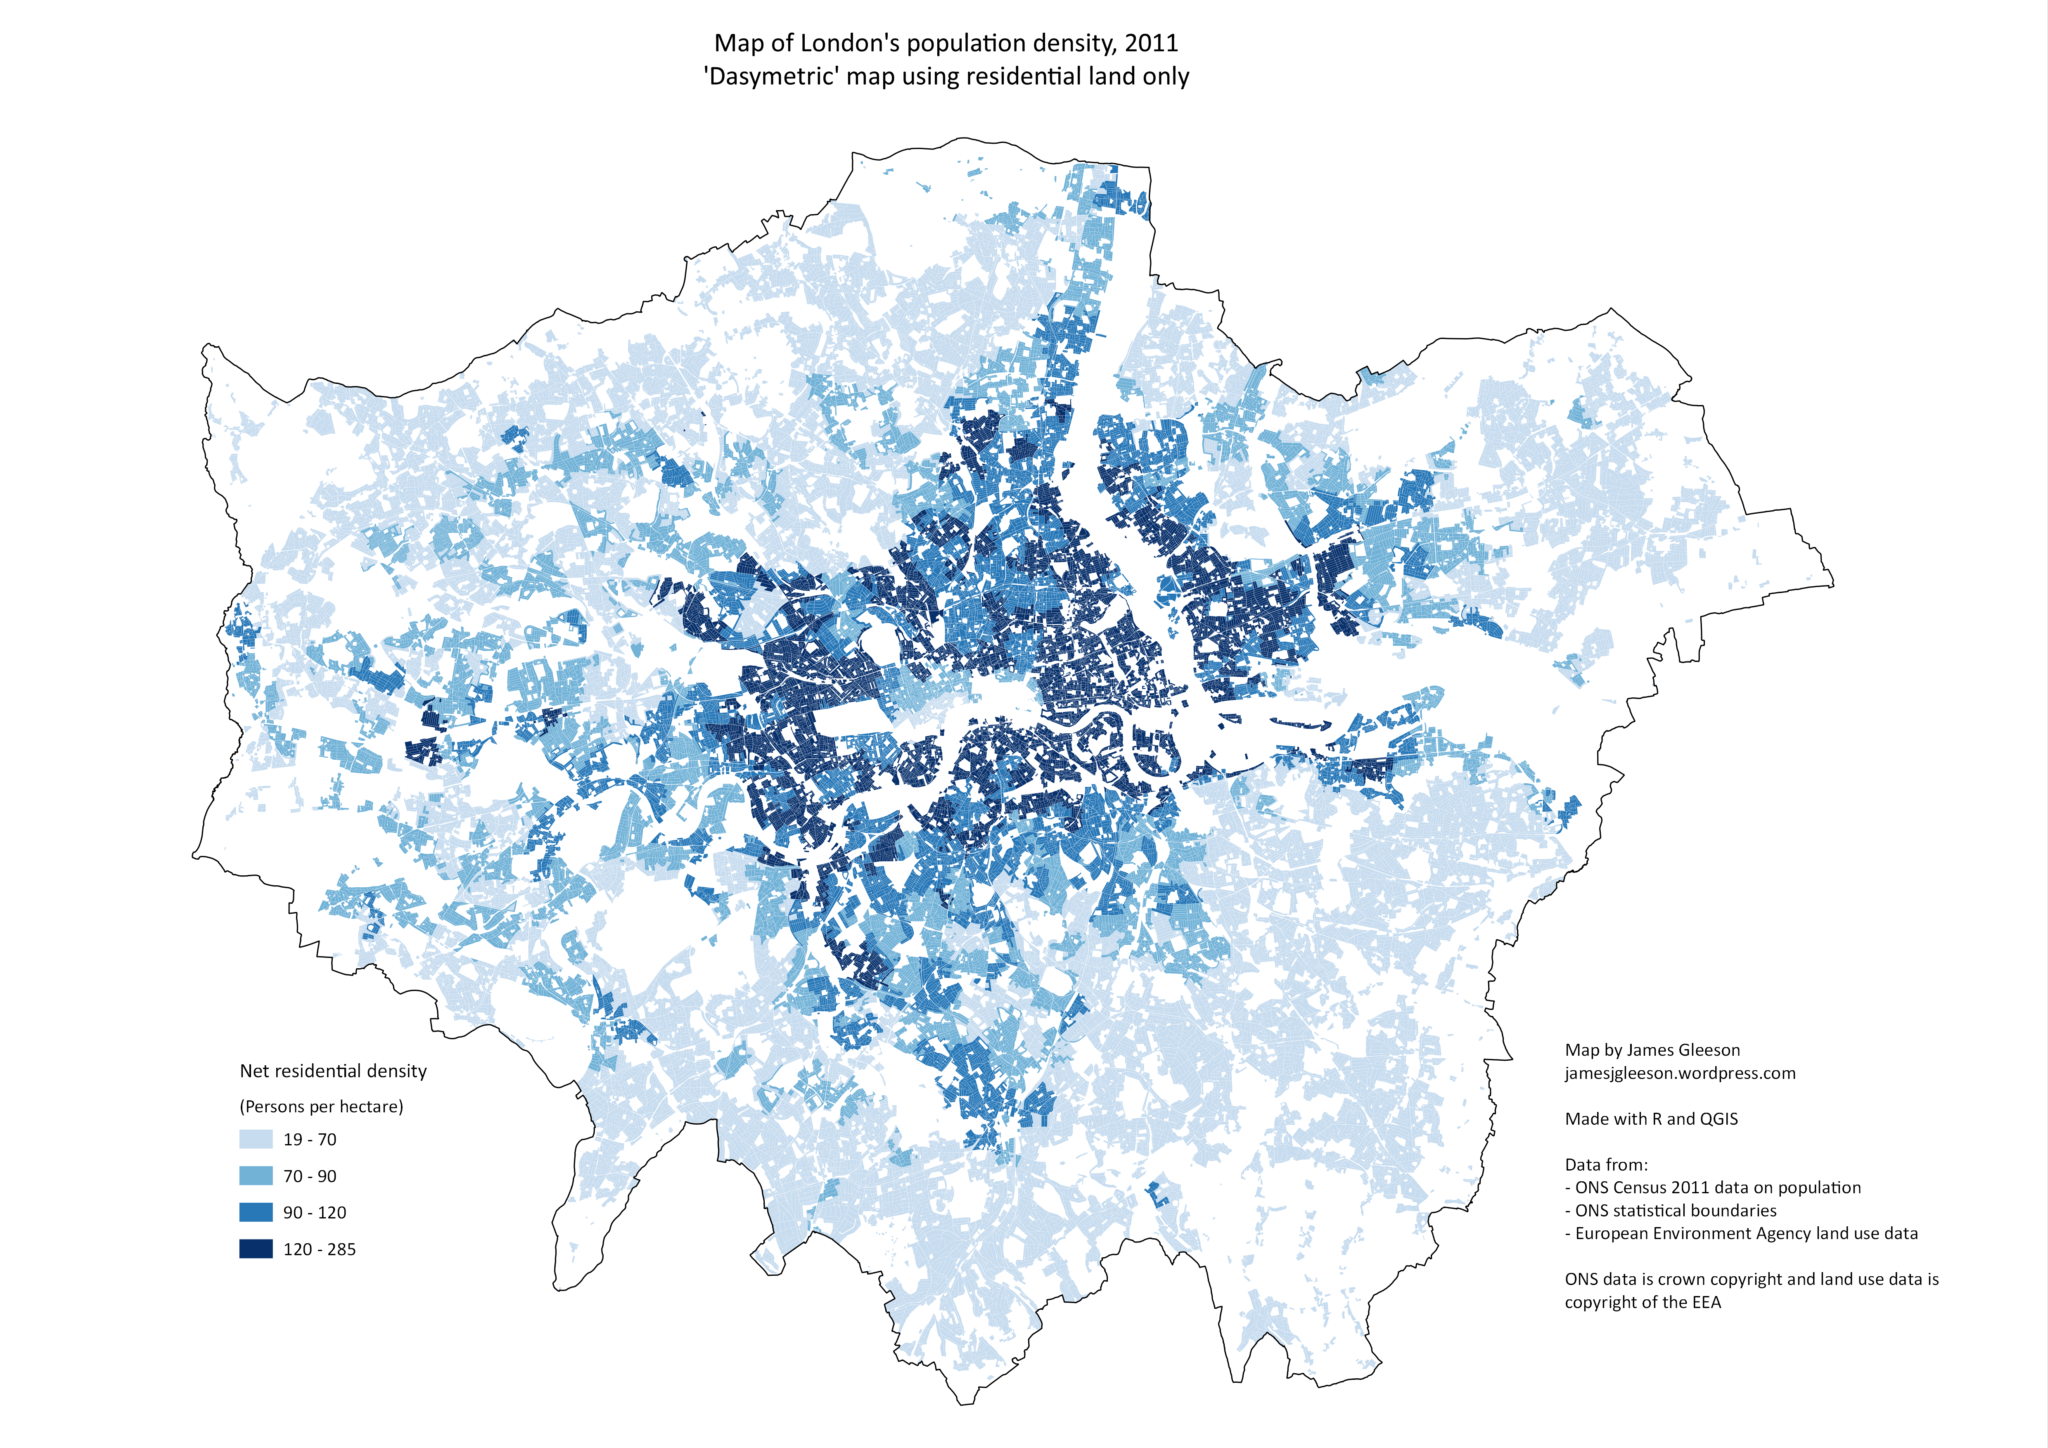 Map of London's population density, 2011
'Dasymetric' map using residential land only
Net residential density
(Persons per hectare)
19 - 70
70 - 90
90 - 120
120 - 285
Map by James Gleeson
jamesjgleeson.wordpress.com
Made with R and QGIS
Data from:
- ONS Census 2011 data on population
- ONS statistical boundaries
- European Environment Agency land use data
ONS data is crown copyright and land use data is
copyright of the EEA